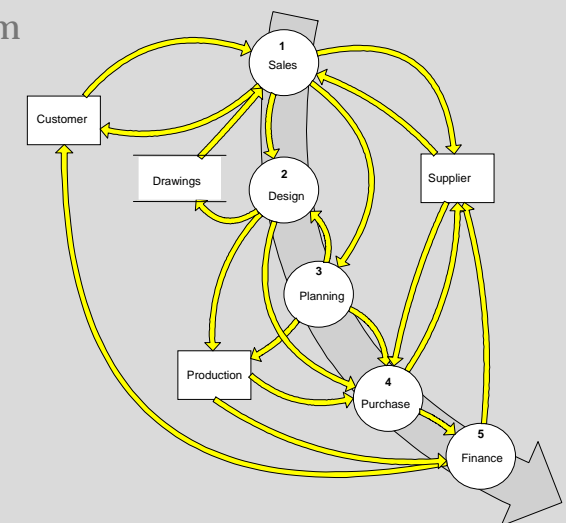 m
1
Sales
Customer
Drawings
2
Design
Supplier
3
Planning
Production
4
Purchase
5
Finance